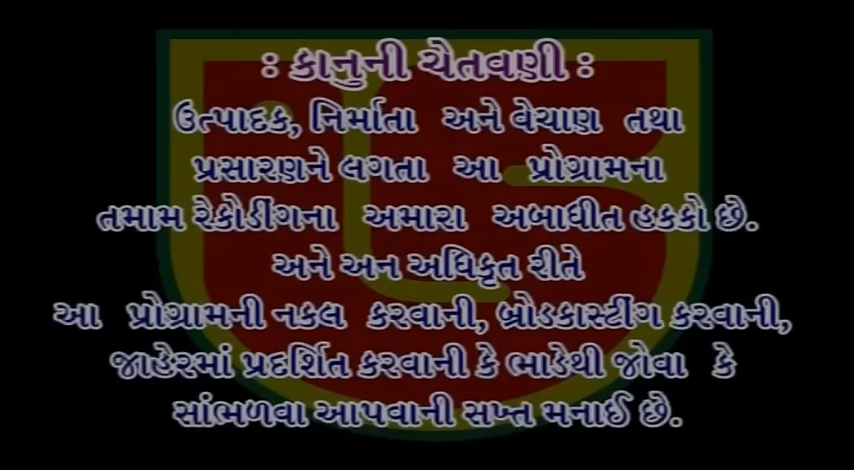 : કાનુની ચેતવણી :
ઉત્પાદક, નિર્માતા અને વેચાણ તથા
પ્રસારણને લગતા આ પ્રોગ્રામના
તમામ રેકોર્ડીંગના અમારા અબાધીત હકકો છે.
અને અન અધિકૃત રીતે
આ પ્રોગ્રામની નકલ કરવાની, બ્રોડકાસ્ટીંગ કરવાની,
જાહેરમાં પ્રદર્શિત કરવાની કે ભાડેથી જોવા કે
સાંભળવા આપવાની સખ્ત મનાઈ છે.